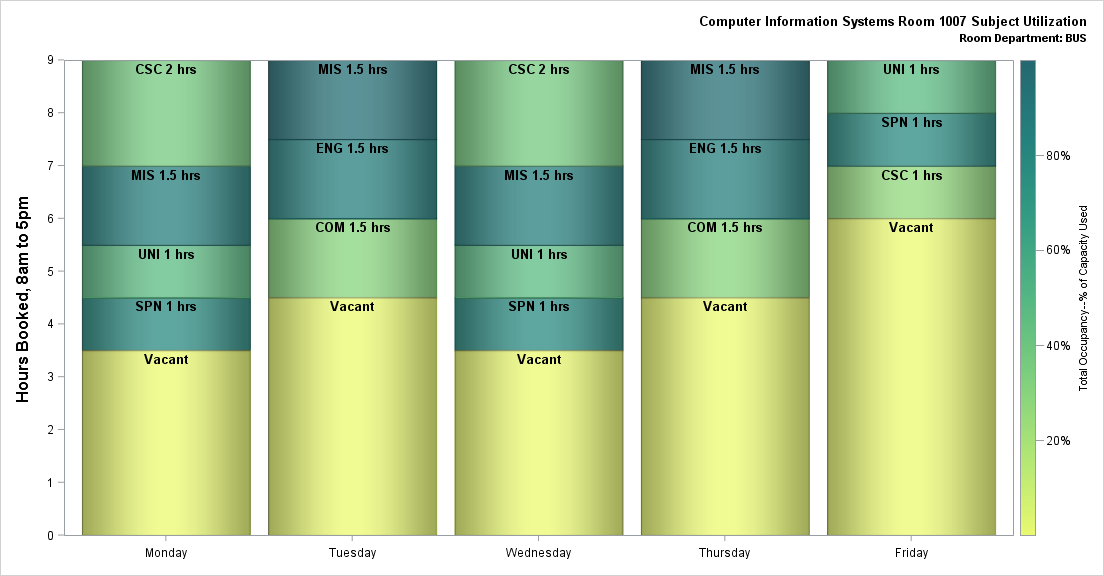 Computer Information Systems Room 1007 Subject Utilization
Room Department: BUS
Hours Booked, 8am to 5pm
9
8
7
6
5
4
3
2
1
0
CSC 2 hrs
MIS 1.5 hrs
UNI 1 hrs
SPN 1 hrs
Vacant
MIS 1.5 hrs
ENG 1.5 hrs
COM 1.5 hrs
Vacant
CSC 2 hrs
MIS 1.5 hrs
UNI 1 hrs
SPN 1 hrs
Vacant
MIS 1.5 hrs
ENG 1.5 hrs
COM 1.5 hrs
Vacant
UNI 1 hrs
SPN 1 hrs
CSC 1 hrs
Vacant
Monday
Tuesday
Wednesday
Thursday
Friday
80%
60%
40%
20%
Total Occupancy--% of Capacity Used